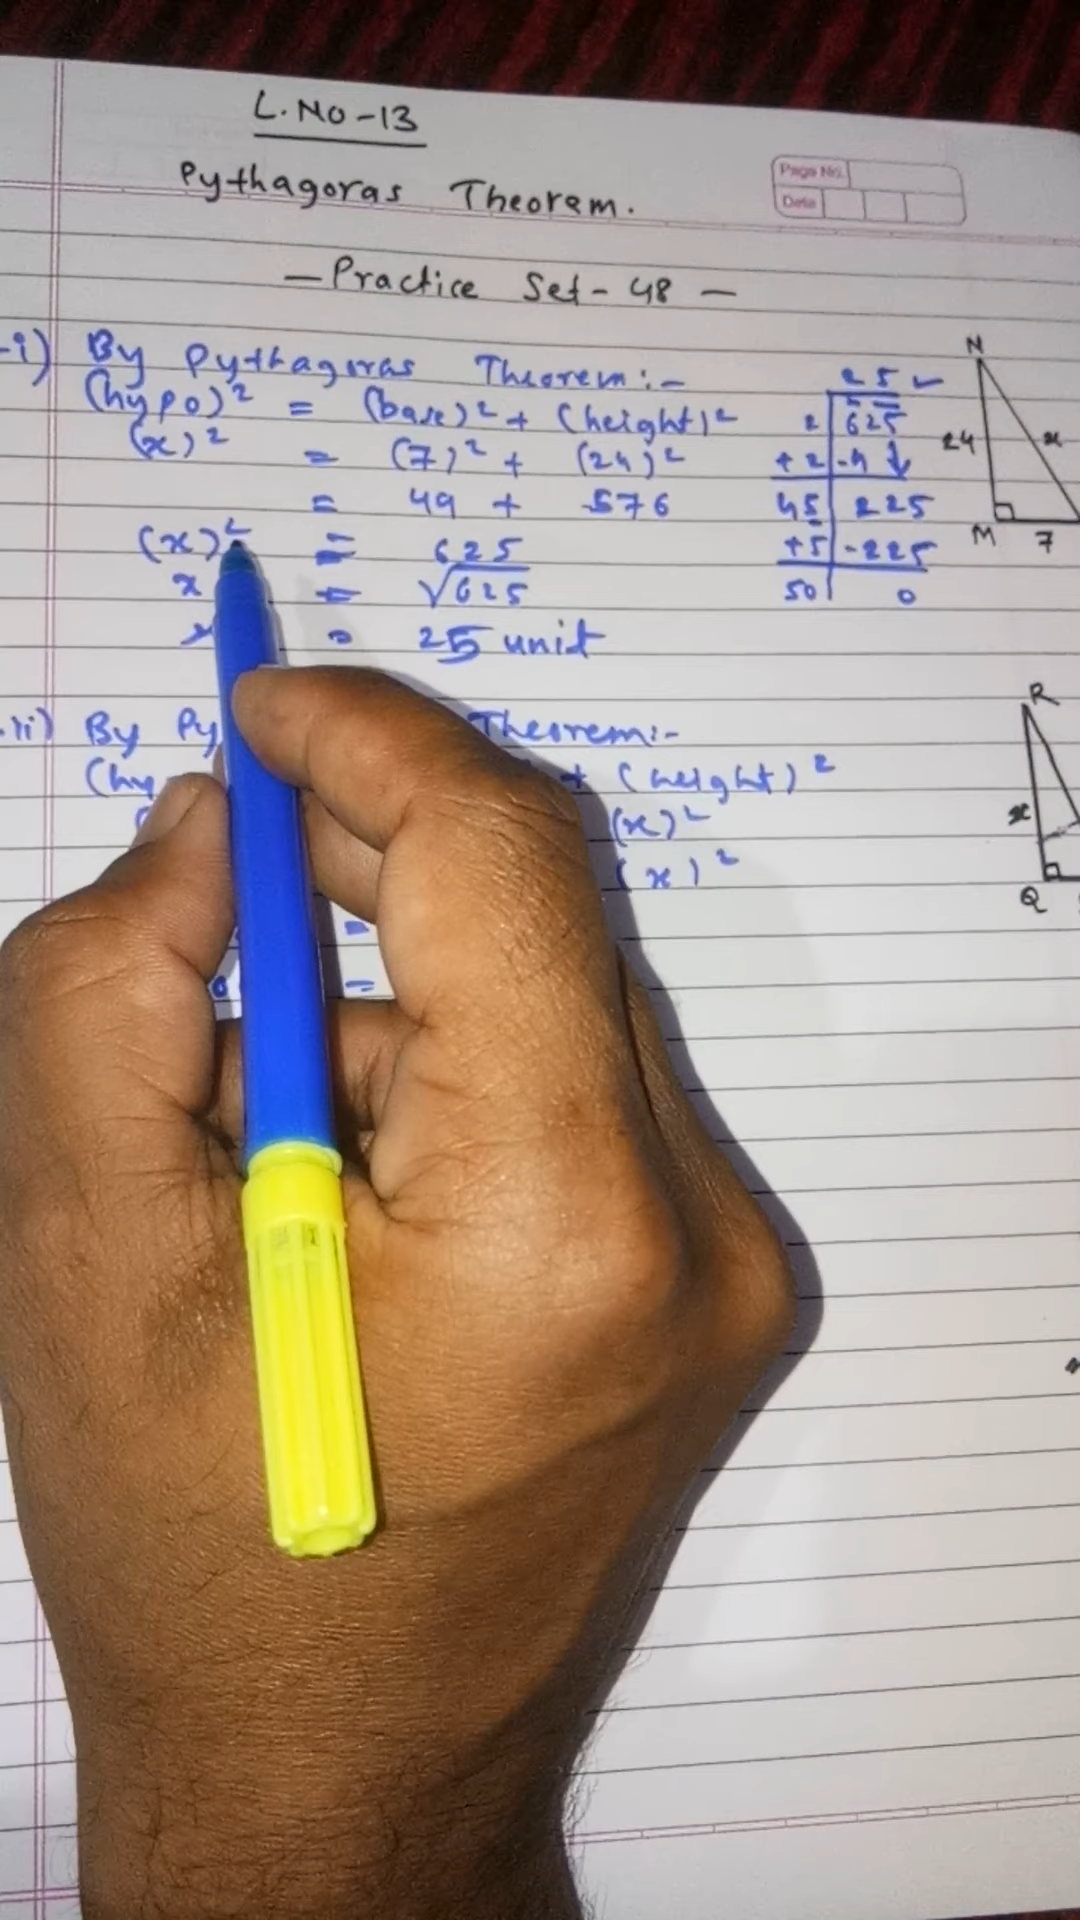 L. No - 13
Pythagoras Theorem.
Page No.
Date
- Practice Set - 48 -
i) By Pythagoras Theorem :-
(hypo)² = (base)² + (height)²
(x)² = (7)² + (24)²
= 49 + 576
(x)² = 625
x = √625
x = 25 unit
25 ✓
2 | 625
+2 | -4 ↓
45 | 225
+5 | -225
50 | 0
N
24
x
M 7
ii) By Py Theorem:-
(hy + (height)²
(x)²
(x)²
=
=
R
x
Q